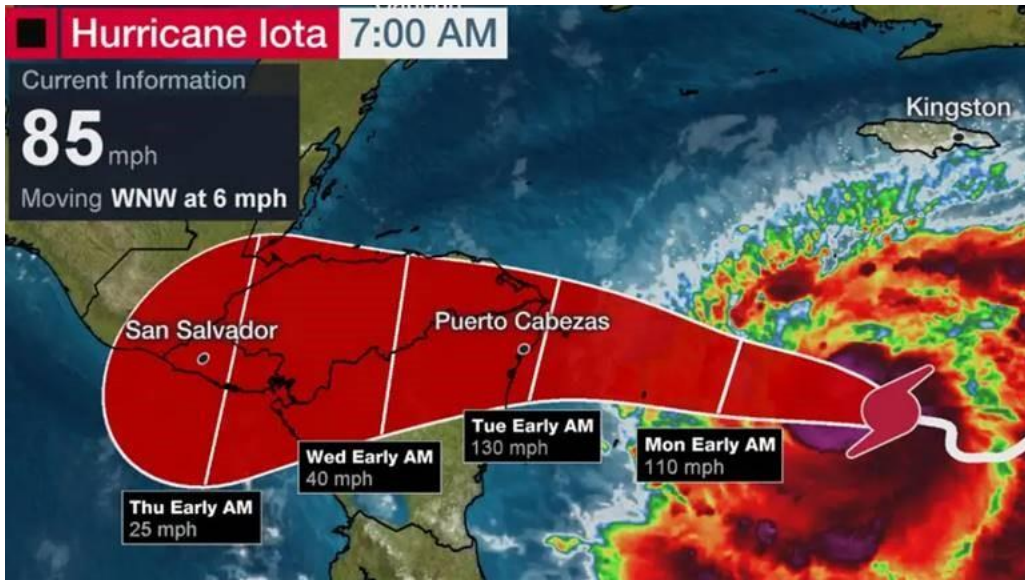 Hurricane Iota 7:00 AM
Current Information
85 mph
Moving WNW at 6 mph
Kingston
San Salvador
Puerto Cabezas
Tue Early AM
130 mph
Mon Early AM
110 mph
Wed Early AM
40 mph
Thu Early AM
25 mph